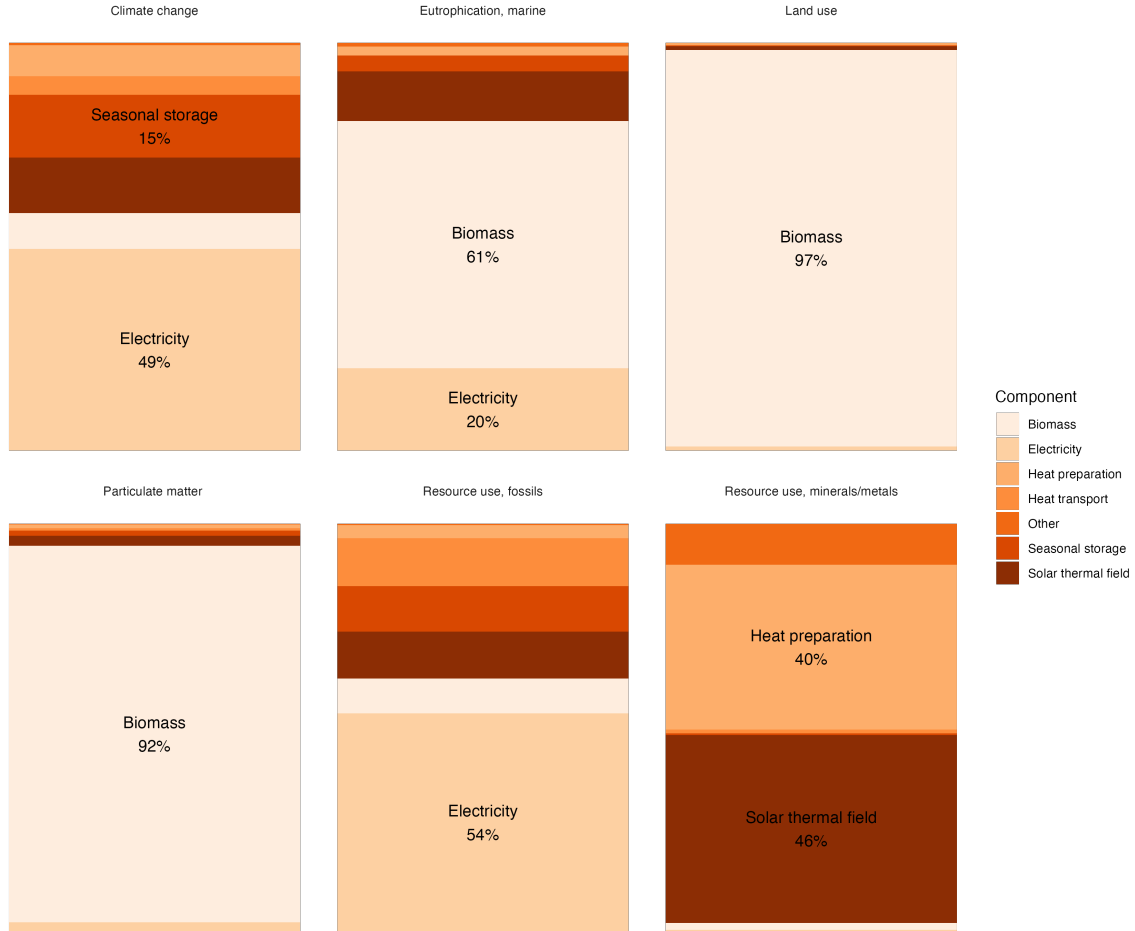 Climate change
Eutrophication, marine
Land use
Seasonal storage
15%
Electricity
49%
Biomass
61%
Electricity
20%
Biomass
97%
Particulate matter
Resource use, fossils
Resource use, minerals/metals
Biomass
92%
Electricity
54%
Heat preparation
40%
Solar thermal field
46%
Component
Biomass
Electricity
Heat preparation
Heat transport
Other
Seasonal storage
Solar thermal field